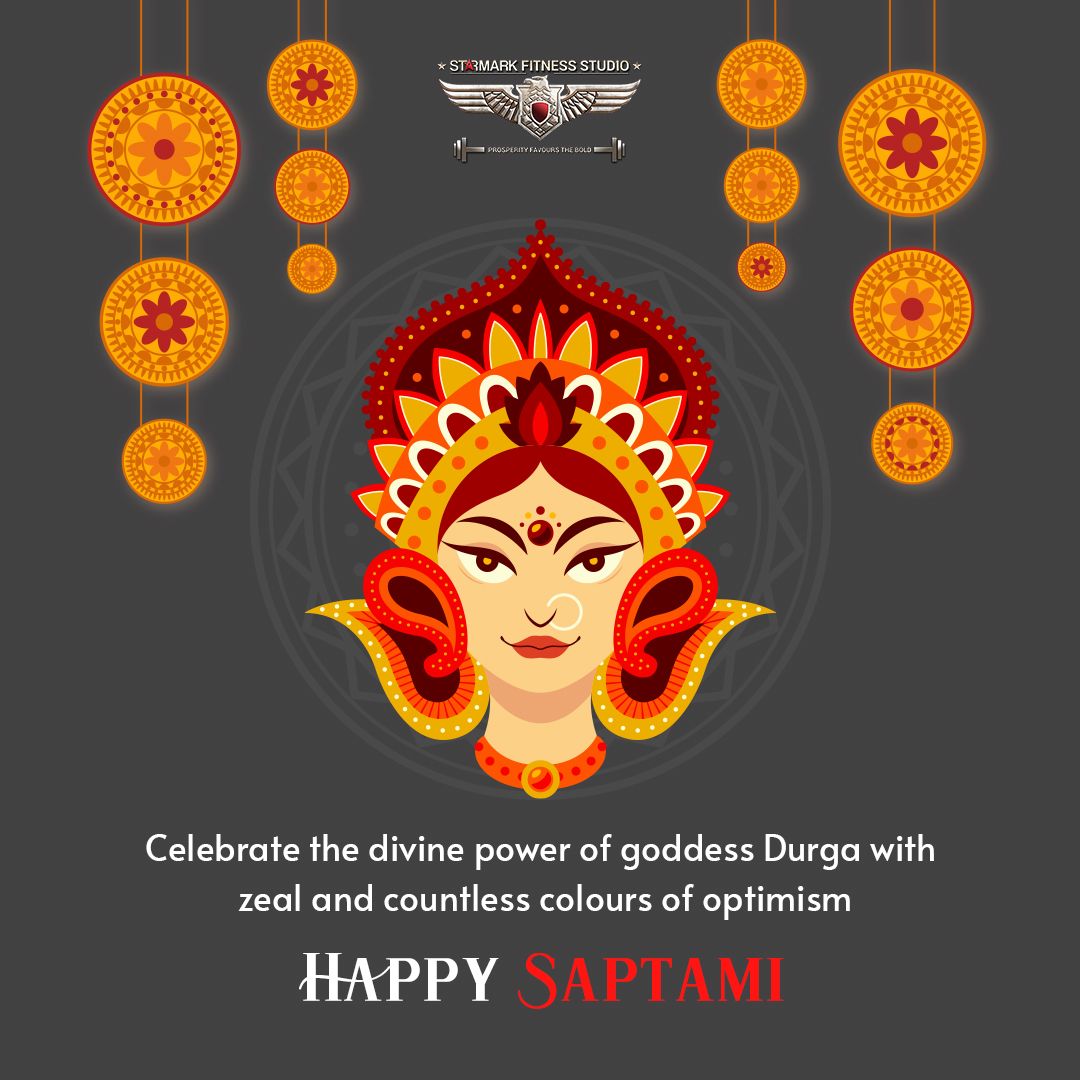 STARMARK FITNESS STUDIO
PROSPERITY FAVOURS THE BOLD
Celebrate the divine power of goddess Durga with
zeal and countless colours of optimism
HAPPY SAPTAMI